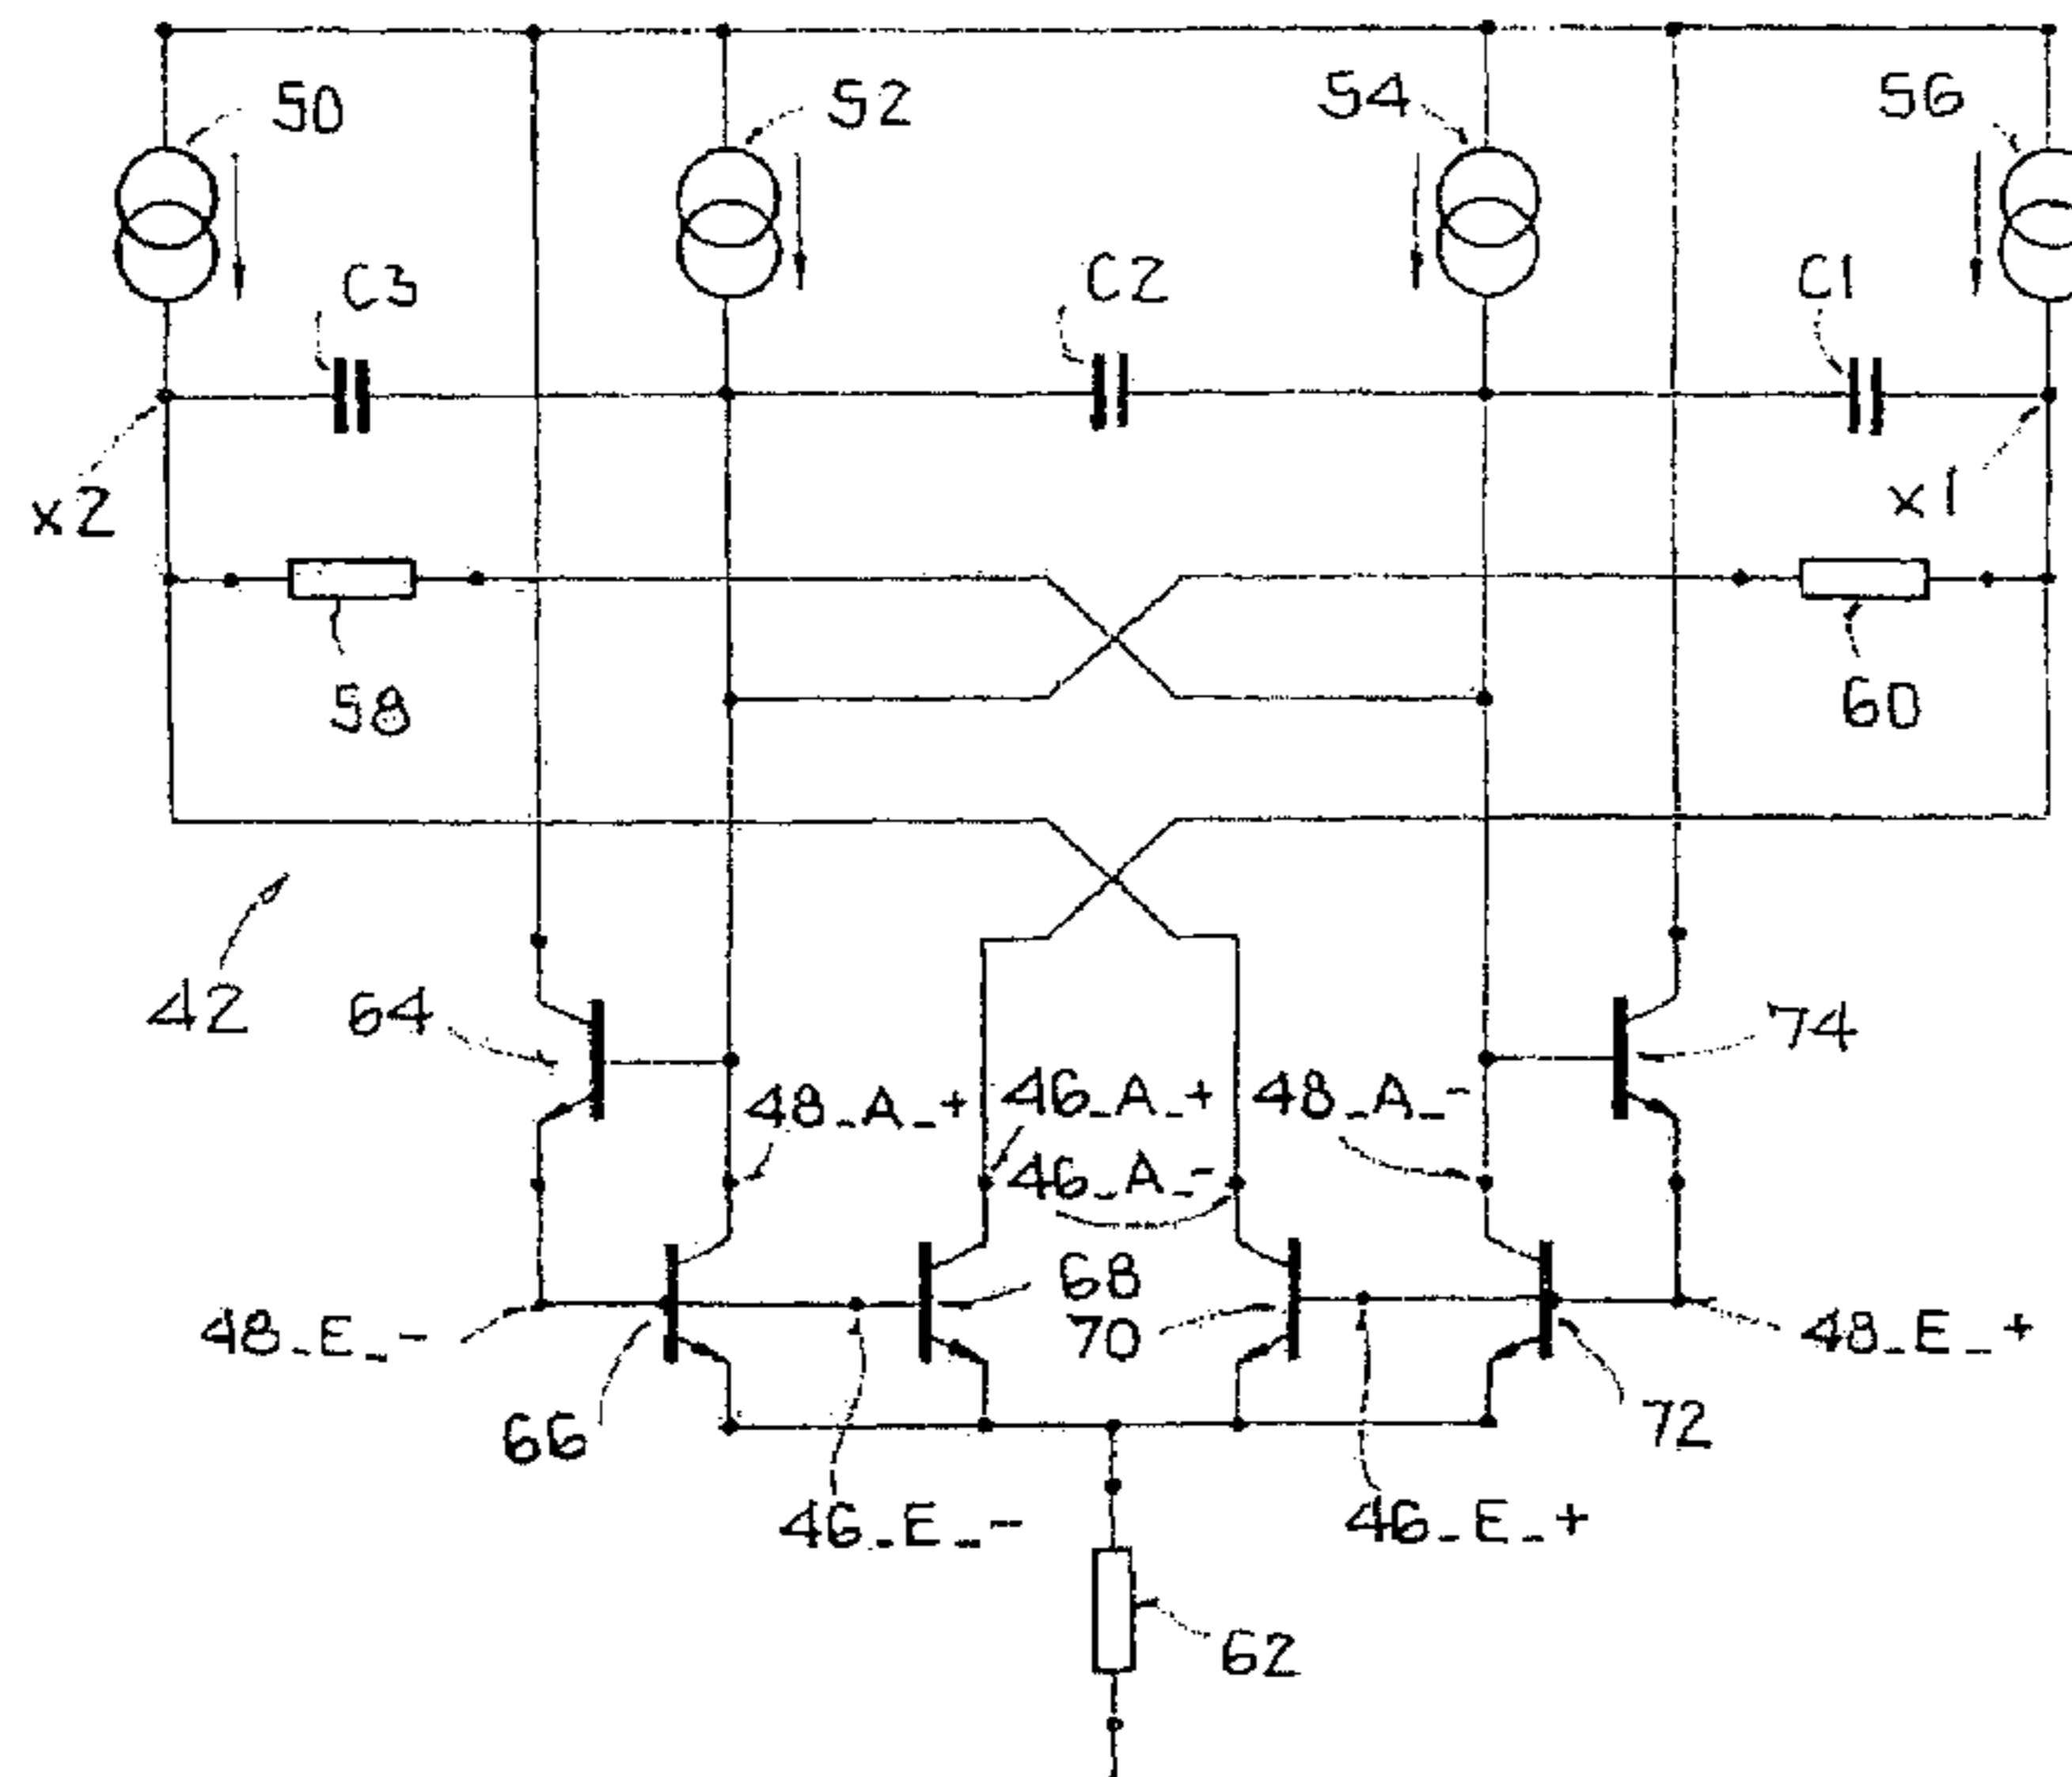 50
52
54
56
C3
C2
C1
x2
x1
58
60
42
64
74
48_A_+
46_A_+
48_A_-
46_A_-
68
70
48_E_-
48_E_+
66
72
46_E_-
46_E_+
62